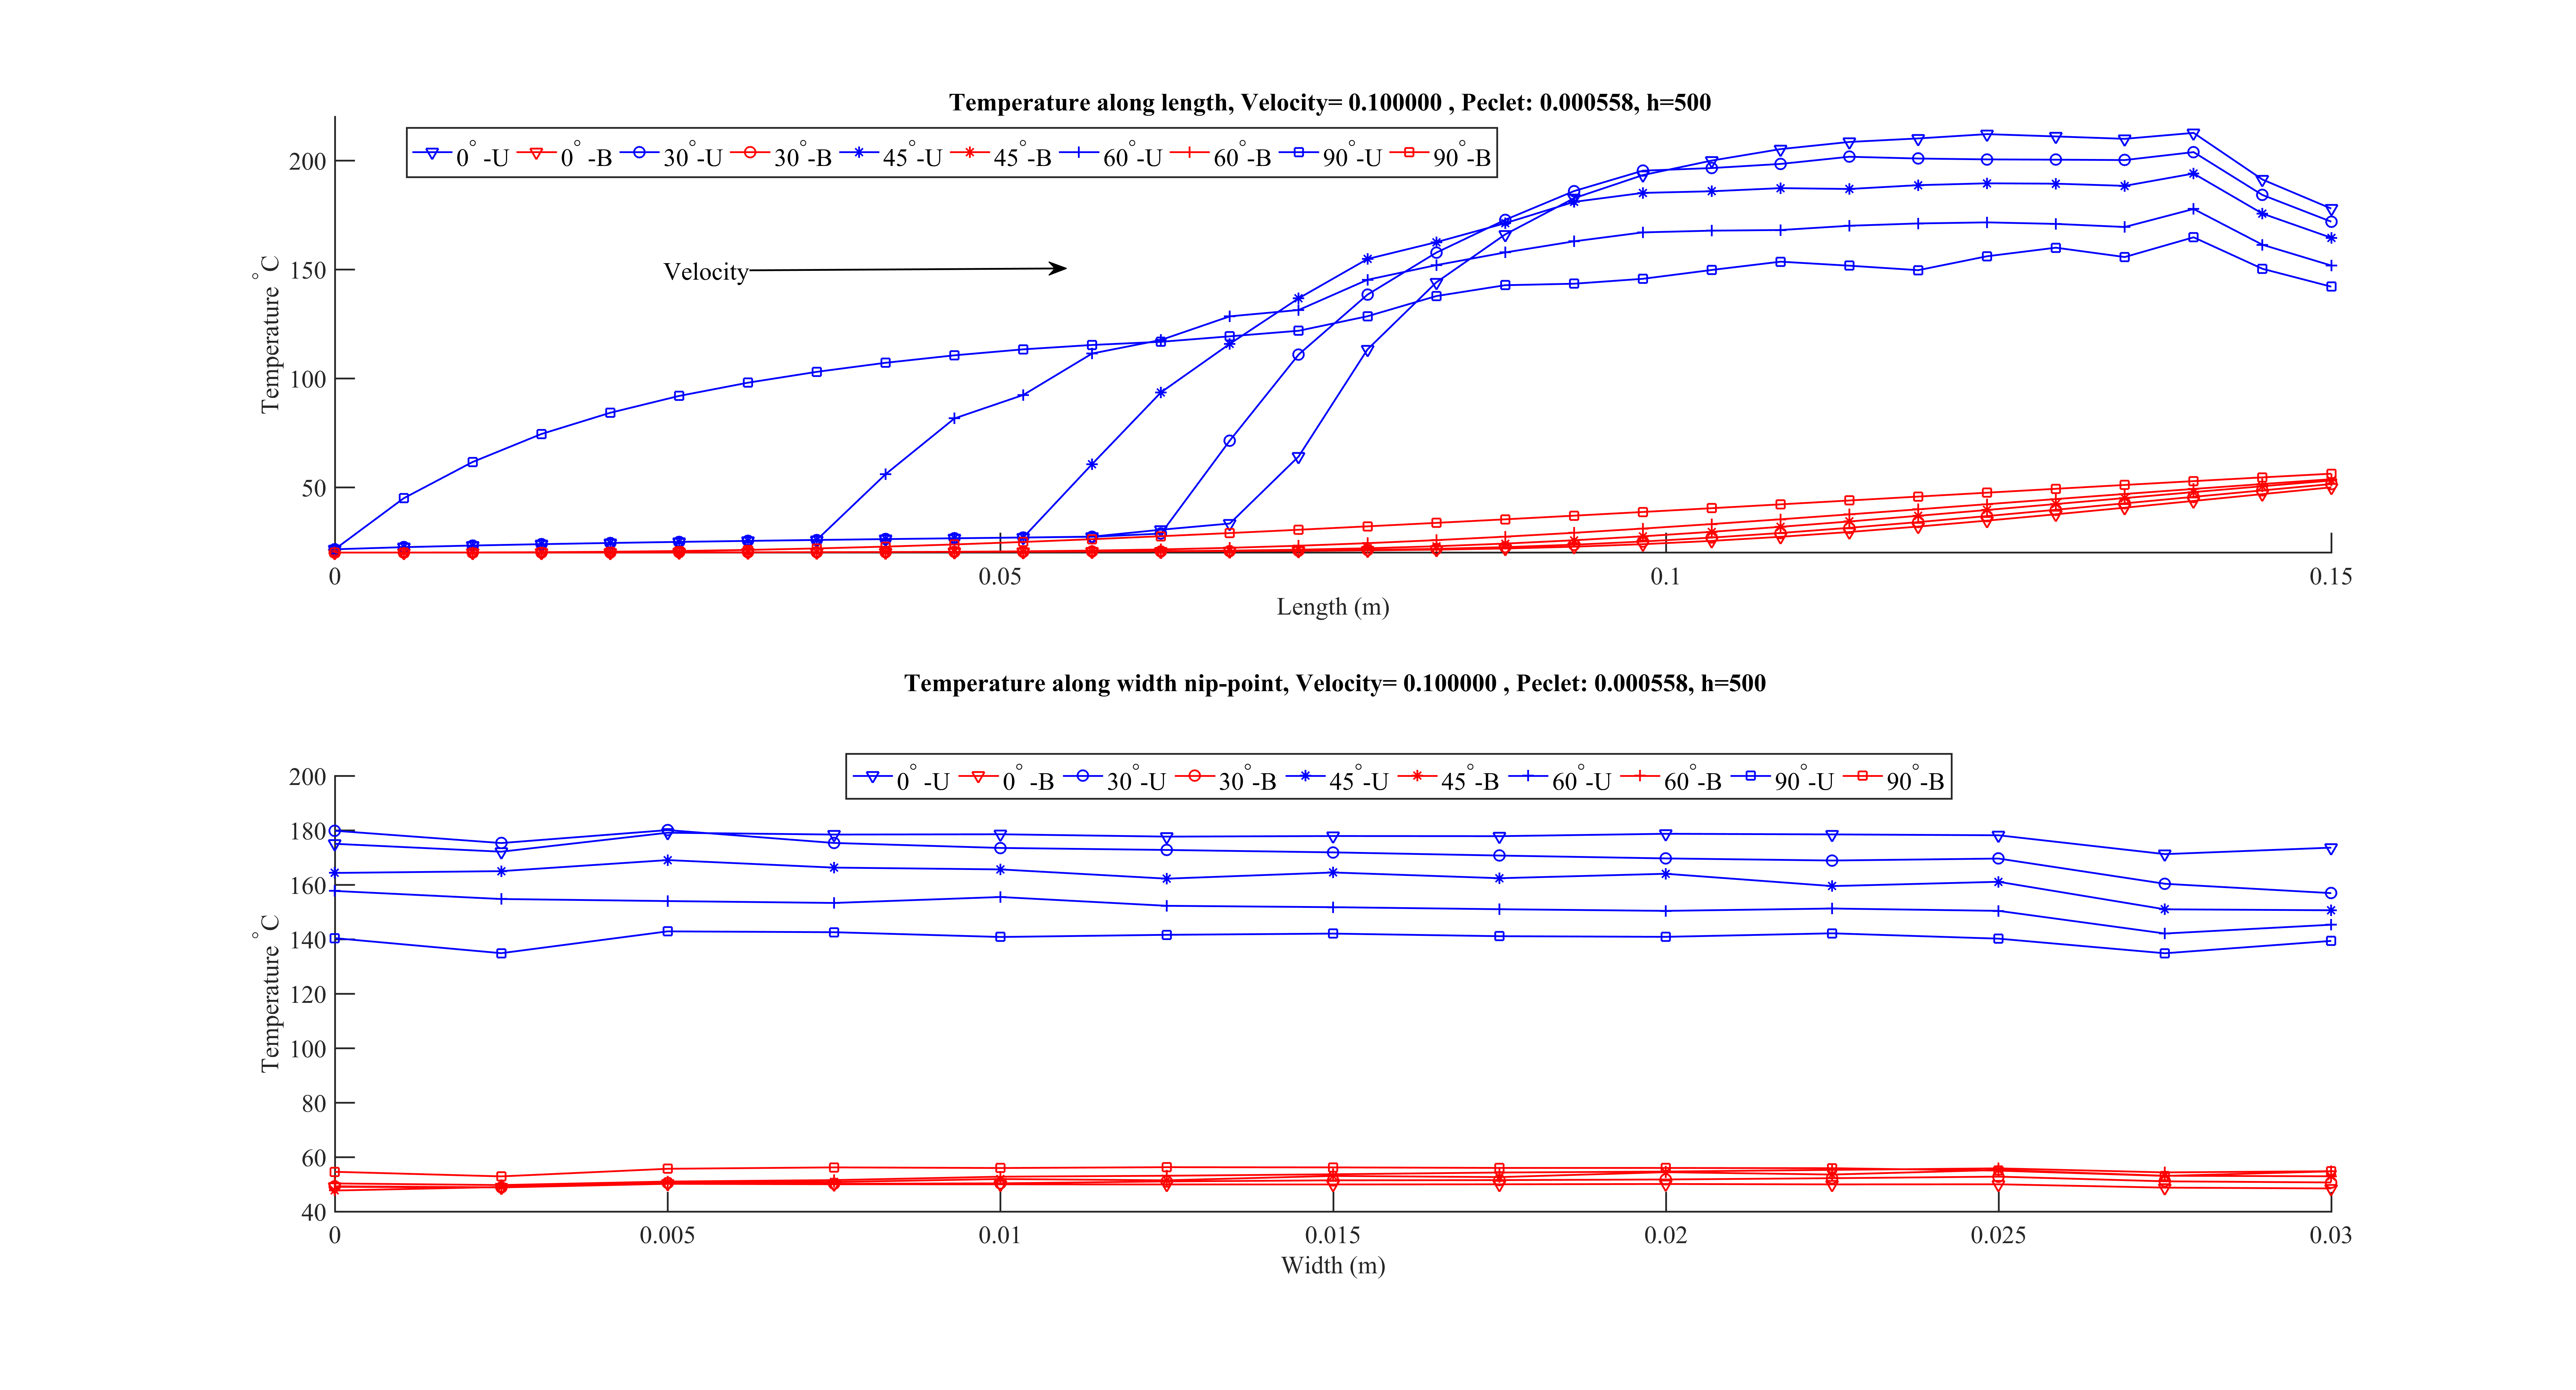 Temperature along length, Velocity= 0.100000 , Peclet: 0.000558, h=500
0° -U 0° -B 30°-U 30°-B 45°-U 45°-B 60°-U 60°-B 90°-U 90°-B
200
150
100
50
Temperature °C
Velocity
0 0.05 0.1 0.15
Length (m)
Temperature along width nip-point, Velocity= 0.100000 , Peclet: 0.000558, h=500
0° -U 0° -B 30°-U 30°-B 45°-U 45°-B 60°-U 60°-B 90°-U 90°-B
200
180
160
140
120
100
80
60
40
Temperature °C
0 0.005 0.01 0.015 0.02 0.025 0.03
Width (m)